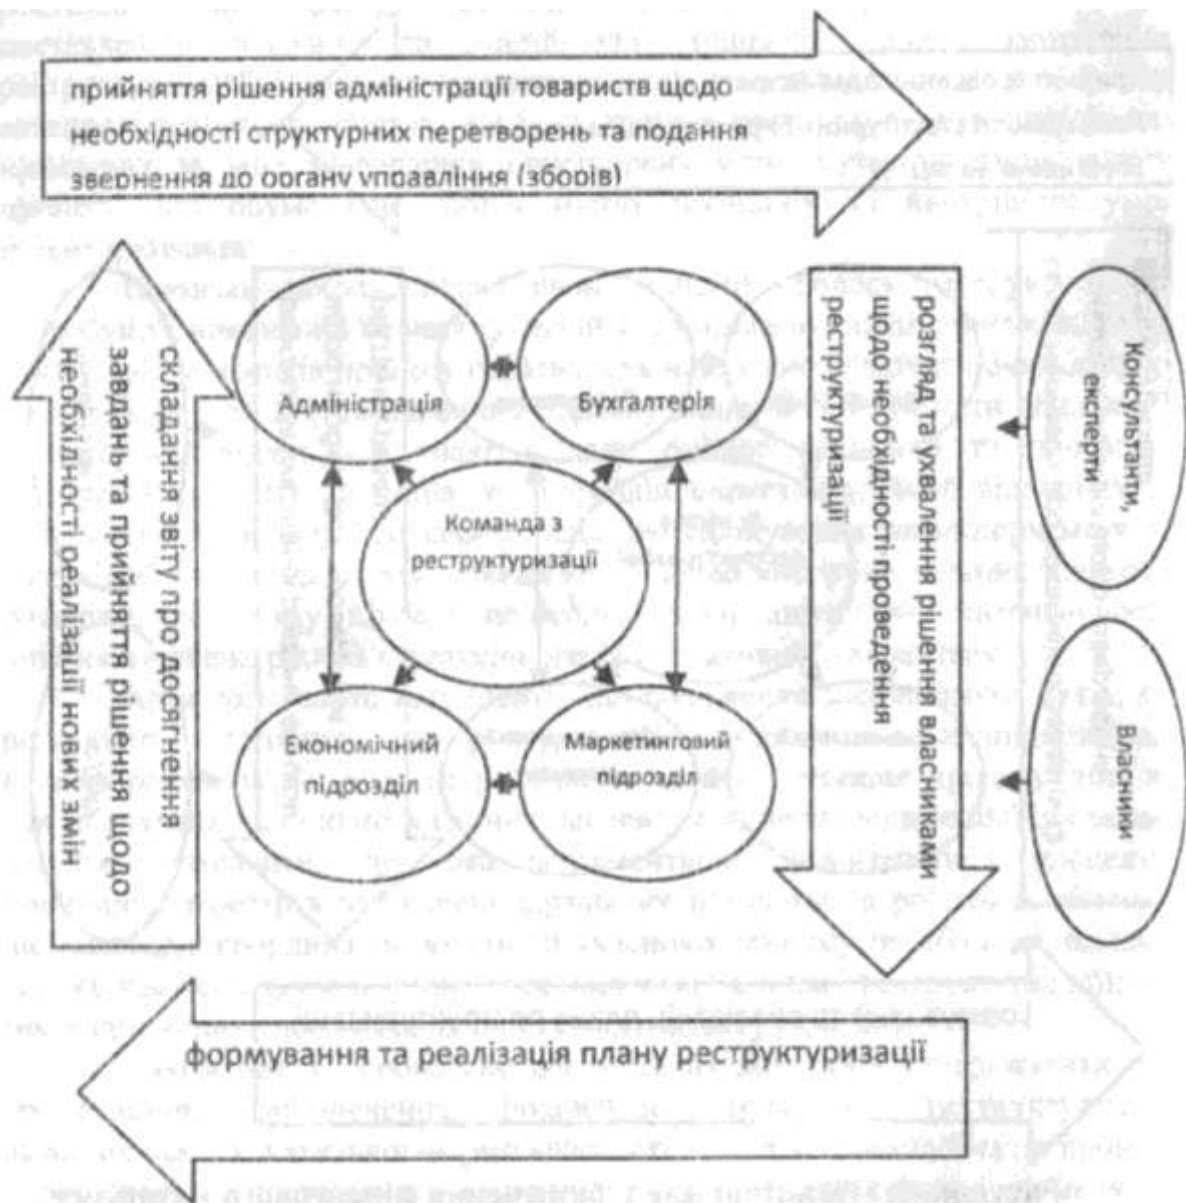 прийняття рішення адміністрації товариств щодо
необхідності структурних перетворень та подання
звернення до органу управління (зборів)
складання звіту про досягнення
завдань та прийняття рішення щодо
необхідності реалізації нових змін
Адміністрація
Бухгалтерія
Команда з
реструктуризації
Економічний
підрозділ
Маркетинговий
підрозділ
розгляд та ухвалення рішення власниками
щодо необхідності проведення
реструктуризації
Консультанти,
експерти
Власники
формування та реалізація плану реструктуризації